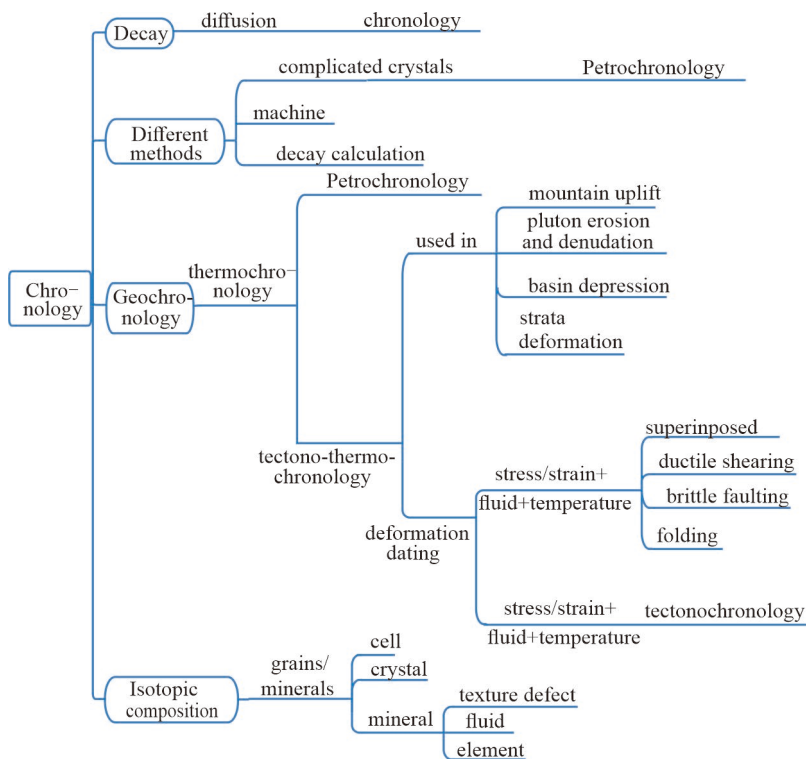 Decay
diffusion
chronology
complicated crystals
Petrochronology
Different
methods
machine
decay calculation
Petrochronology
Chro-
nology
Geochro-
nology
thermochro-
nology
used in
mountain uplift
pluton erosion
and denudation
basin depression
strata
deformation
tectono-thermo-
chronology
deformation
dating
stress/strain+
fluid+temperature
superinposed
ductile shearing
brittle faulting
folding
stress/strain+
fluid+temperature
tectonochronology
Isotopic
composition
grains/
minerals
cell
crystal
mineral
texture defect
fluid
element